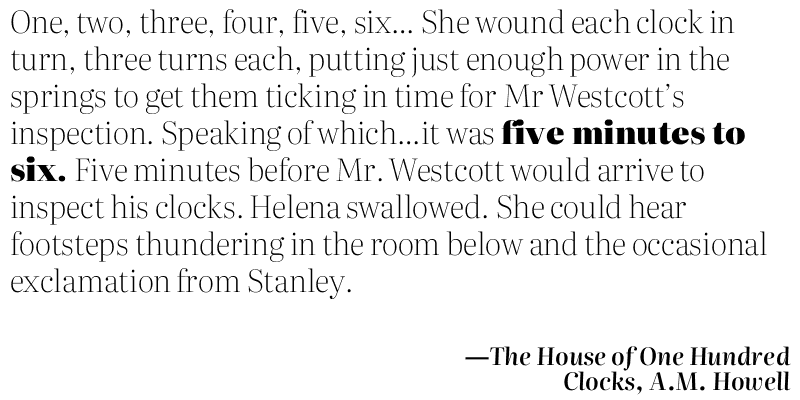 One, two, three, four, five, six... She wound each clock in
turn, three turns each, putting just enough power in the
springs to get them ticking in time for Mr Westcott’s
inspection. Speaking of which...it was five minutes to
six. Five minutes before Mr. Westcott would arrive to
inspect his clocks. Helena swallowed. She could hear
footsteps thundering in the room below and the occasional
exclamation from Stanley.
—The House of One Hundred
Clocks, A.M. Howell